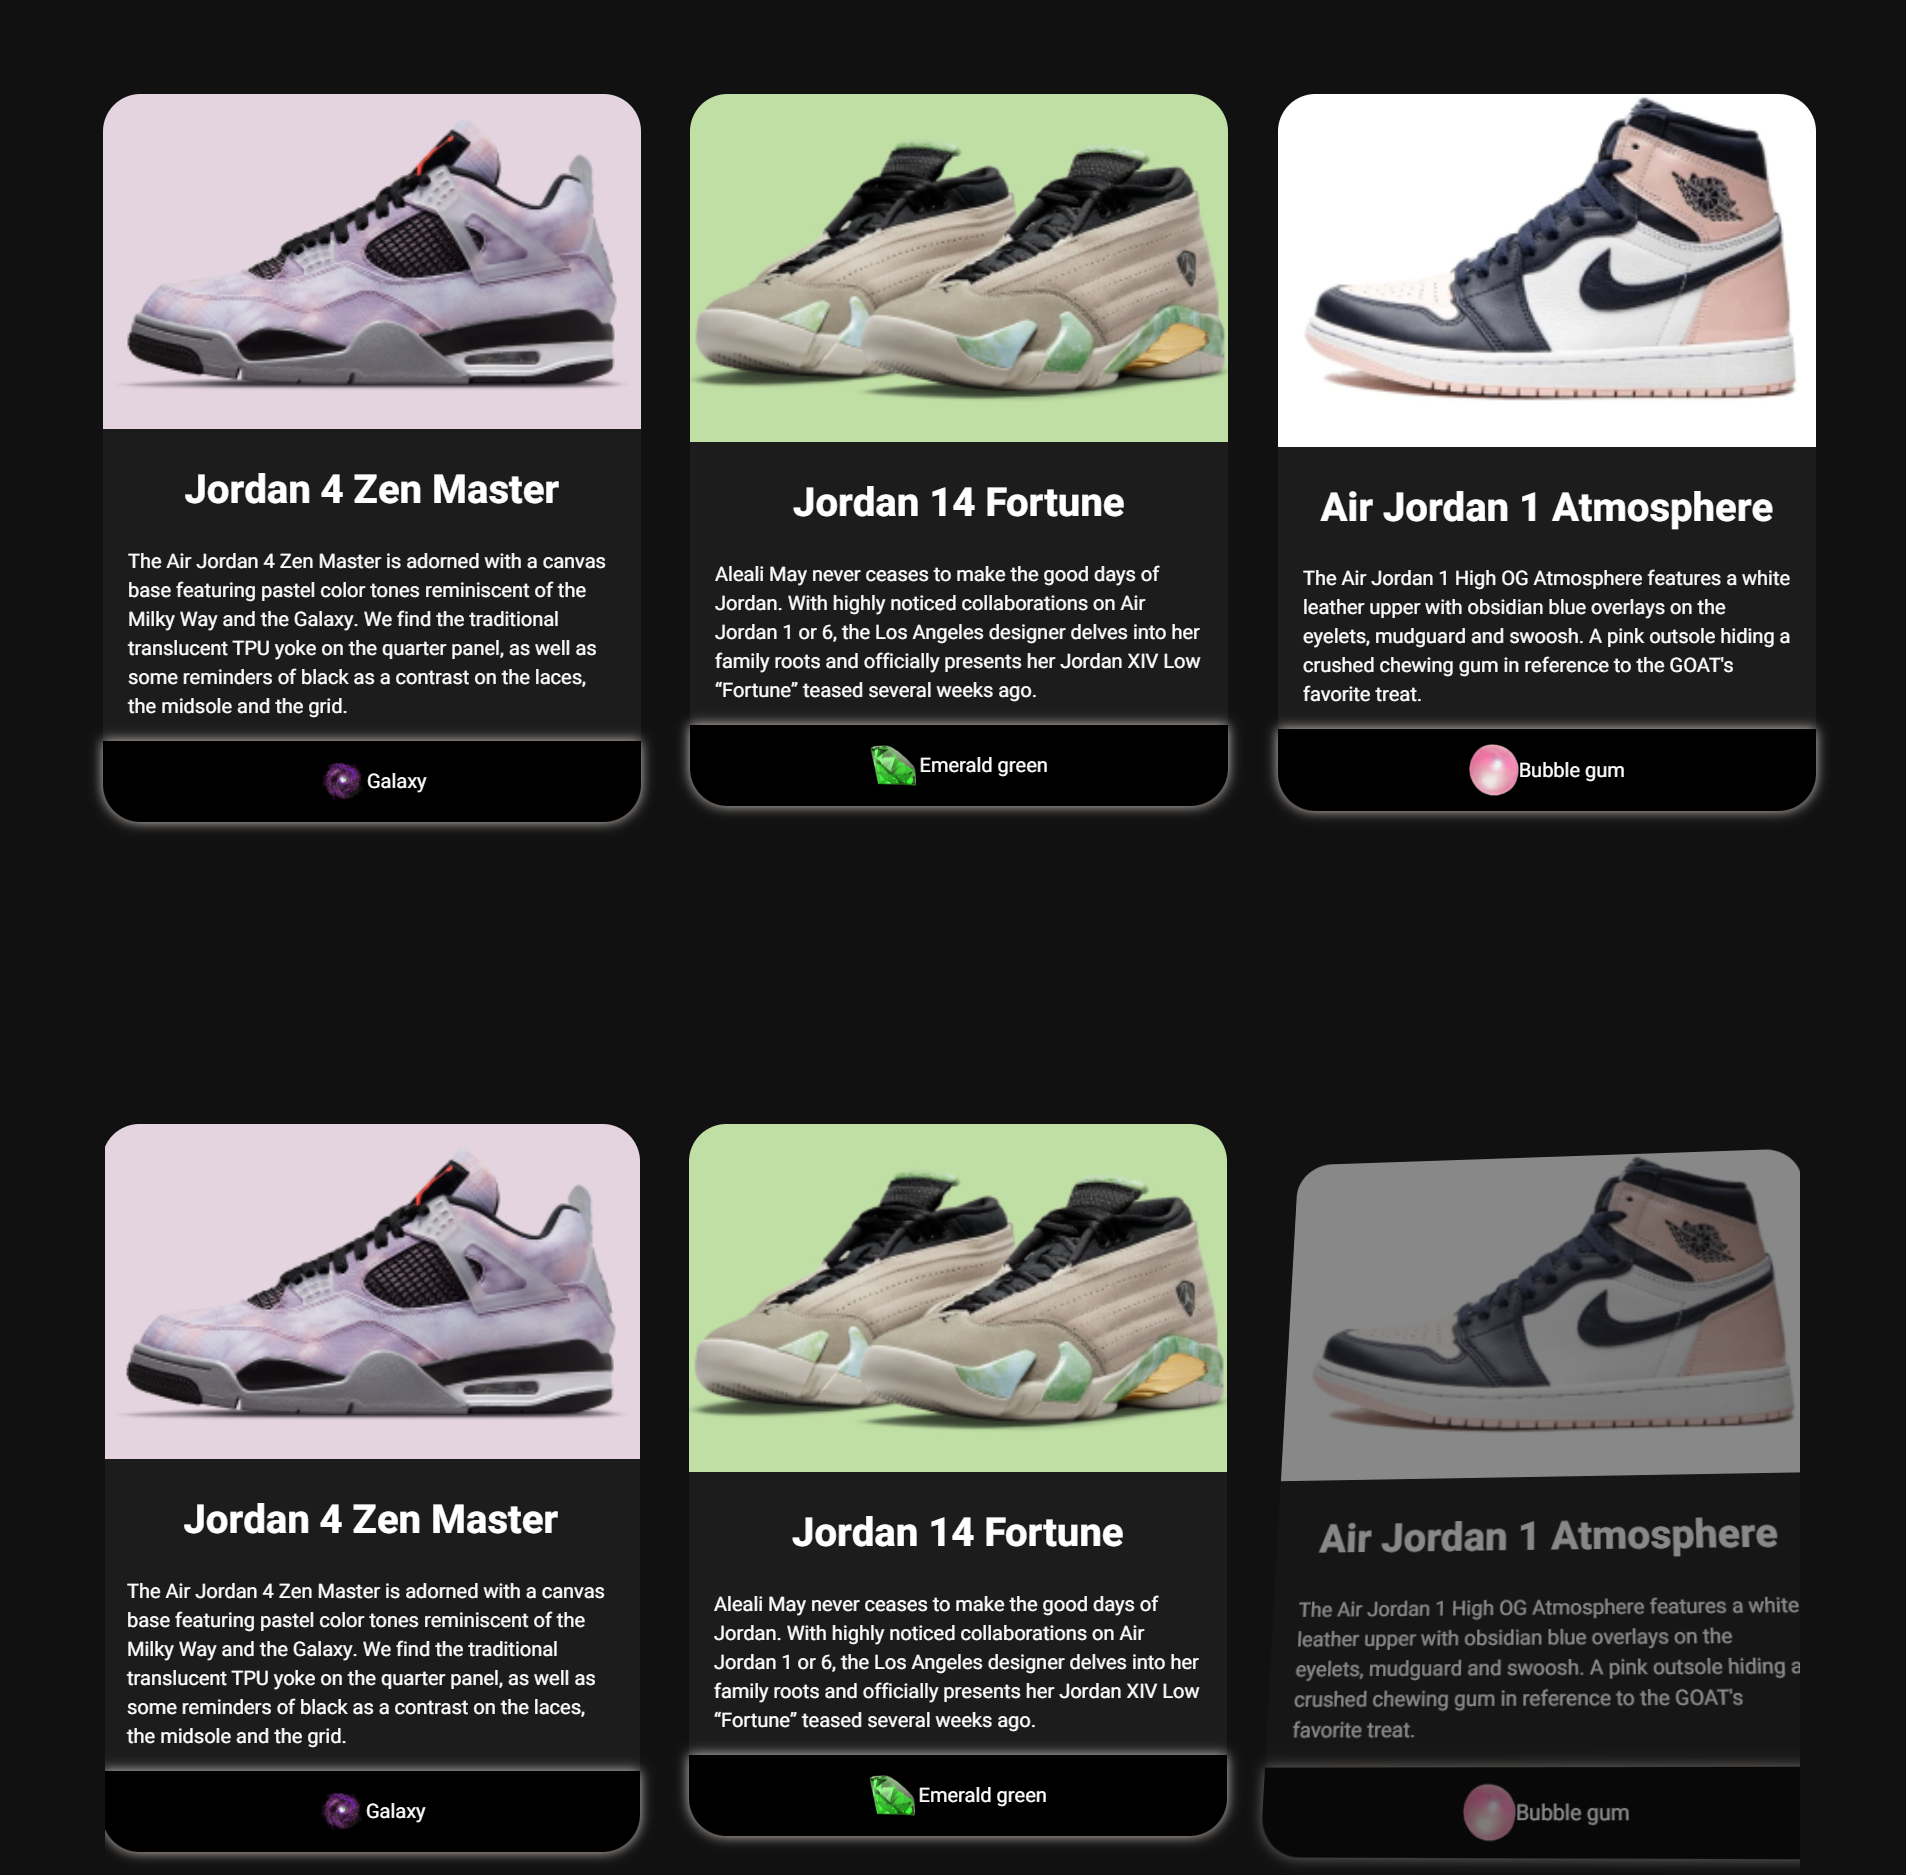 Jordan 4 Zen Master
The Air Jordan 4 Zen Master is adorned with a canvas
base featuring pastel color tones reminiscent of the
Milky Way and the Galaxy. We find the traditional
translucent TPU yoke on the quarter panel, as well as
some reminders of black as a contrast on the laces,
the midsole and the grid.
Galaxy
Jordan 14 Fortune
Aleali May never ceases to make the good days of
Jordan. With highly noticed collaborations on Air
Jordan 1 or 6, the Los Angeles designer delves into her
family roots and officially presents her Jordan XIV Low
“Fortune” teased several weeks ago.
Emerald green
Air Jordan 1 Atmosphere
The Air Jordan 1 High OG Atmosphere features a white
leather upper with obsidian blue overlays on the
eyelets, mudguard and swoosh. A pink outsole hiding a
crushed chewing gum in reference to the GOAT's
favorite treat.
Bubble gum
Jordan 4 Zen Master
The Air Jordan 4 Zen Master is adorned with a canvas
base featuring pastel color tones reminiscent of the
Milky Way and the Galaxy. We find the traditional
translucent TPU yoke on the quarter panel, as well as
some reminders of black as a contrast on the laces,
the midsole and the grid.
Galaxy
Jordan 14 Fortune
Aleali May never ceases to make the good days of
Jordan. With highly noticed collaborations on Air
Jordan 1 or 6, the Los Angeles designer delves into her
family roots and officially presents her Jordan XIV Low
“Fortune” teased several weeks ago.
Emerald green
Air Jordan 1 Atmosphere
The Air Jordan 1 High OG Atmosphere features a white
leather upper with obsidian blue overlays on the
eyelets, mudguard and swoosh. A pink outsole hiding a
crushed chewing gum in reference to the GOAT's
favorite treat.
Bubble gum